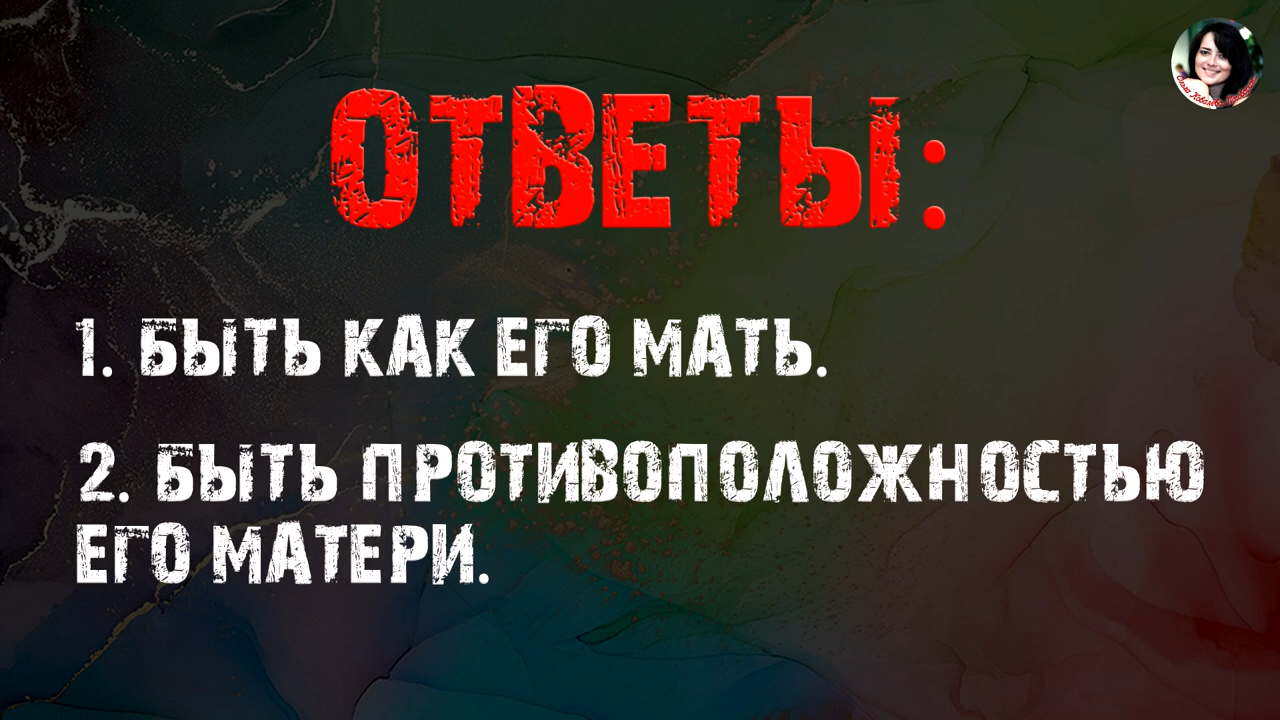 ОТВЕТЫ:
1. БЫТЬ КАК ЕГО МАТЬ.
2. БЫТЬ ПРОТИВОПОЛОЖНОСТЬЮ
ЕГО МАТЕРИ.